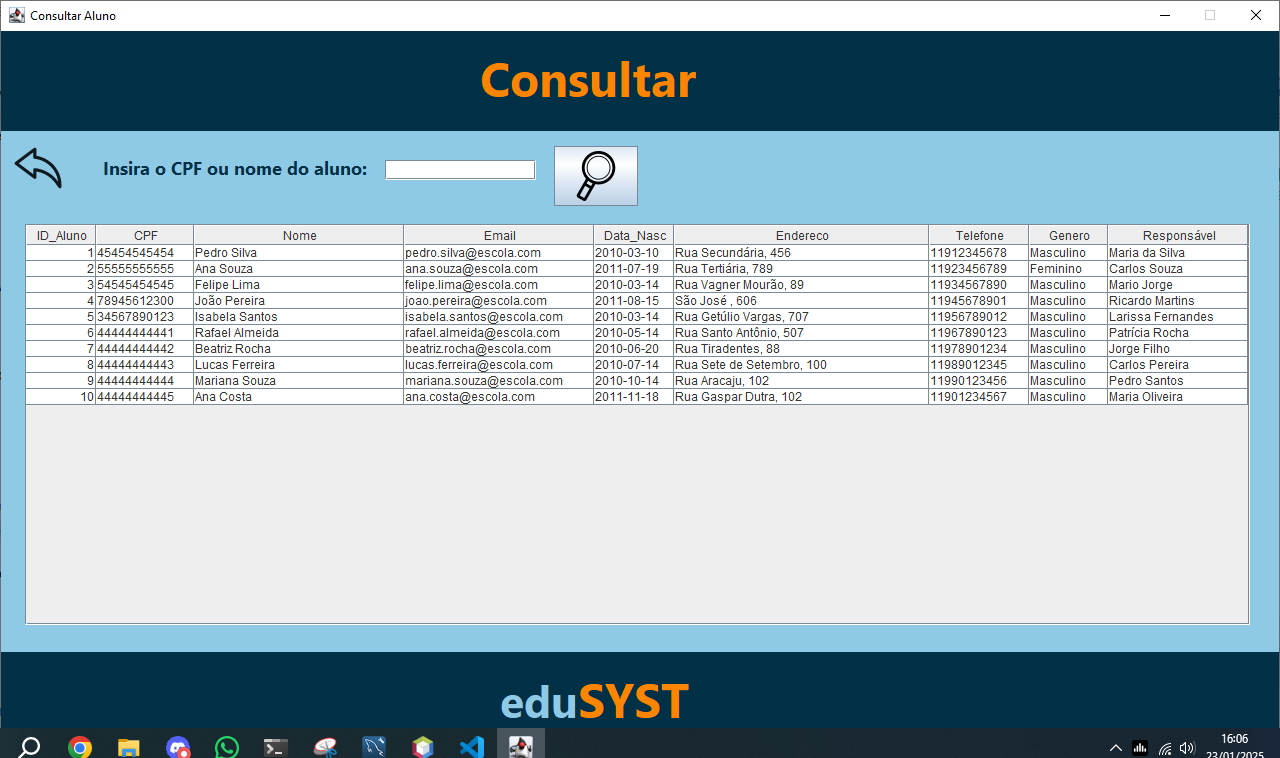 Consultar Aluno
Consultar
Insira o CPF ou nome do aluno:
ID_Aluno CPF Nome Email Data_Nasc Endereco Telefone Genero Responsável
1 45454545454 Pedro Silva pedro.silva@escola.com 2010-03-10 Rua Secundária, 456 11912345678 Masculino Maria da Silva
2 55555555555 Ana Souza ana.souza@escola.com 2011-07-19 Rua Tertiária, 789 11923456789 Feminino Carlos Souza
3 54545454545 Felipe Lima felipe.lima@escola.com 2010-03-14 Rua Vagner Mourão, 89 11934567890 Masculino Mario Jorge
4 78945612300 João Pereira joao.pereira@escola.com 2011-08-15 São José , 606 11945678901 Masculino Ricardo Martins
5 34567890123 Isabela Santos isabela.santos@escola.com 2010-03-14 Rua Getúlio Vargas, 707 11956789012 Masculino Larissa Fernandes
6 44444444441 Rafael Almeida rafael.almeida@escola.com 2010-05-14 Rua Santo Antônio, 507 11967890123 Masculino Patrícia Rocha
7 44444444442 Beatriz Rocha beatriz.rocha@escola.com 2010-06-20 Rua Tiradentes, 88 11978901234 Masculino Jorge Filho
8 44444444443 Lucas Ferreira lucas.ferreira@escola.com 2010-07-14 Rua Sete de Setembro, 100 11989012345 Masculino Carlos Pereira
9 44444444444 Mariana Souza mariana.souza@escola.com 2010-10-14 Rua Aracaju, 102 11990123456 Masculino Pedro Santos
10 44444444445 Ana Costa ana.costa@escola.com 2011-11-18 Rua Gaspar Dutra, 102 11901234567 Masculino Maria Oliveira
eduSYST
16:06
23/01/2025